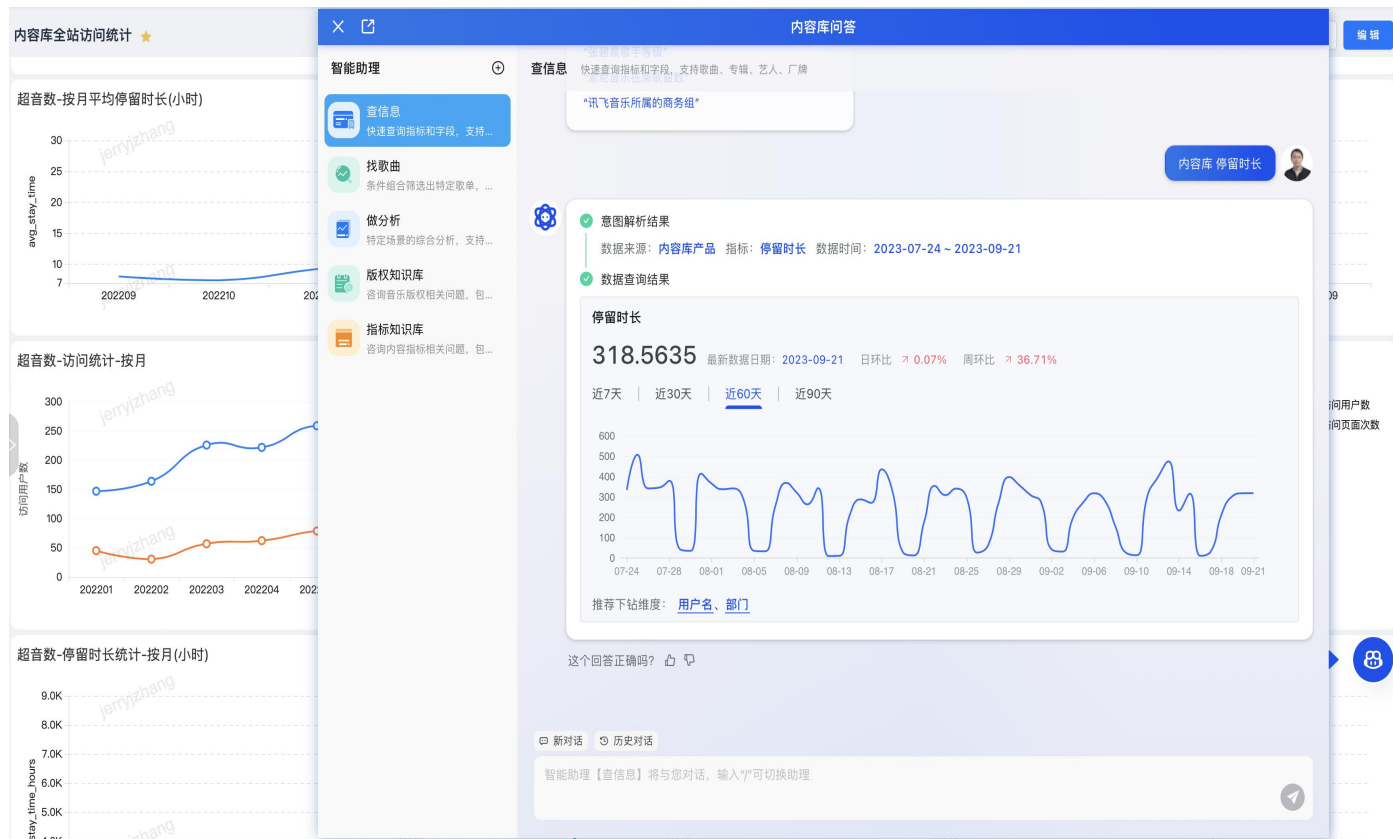 内容库全站访问统计
编辑
超音数-按月平均停留时长(小时)
avg_stay_time
30
25
20
15
10
7
202209
202210
202
jerryjzhang
jerryjzhang
超音数-访问统计-按月
访问用户数
300
250
200
150
100
50
0
202201
202202
202203
202204
202
jerryjzhang
jerryjzhang
超音数-停留时长统计-按月(小时)
9.0K
8.0K
7.0K
6.0K
5.0K
jerryjzhang
jerryjzhang
内容库问答
智能助理
查信息
快速查询指标和字段，支持...
找歌曲
条件组合筛选出特定歌单，...
做分析
特定场景的综合分析，支持...
版权知识库
咨询音乐版权相关问题，包...
指标知识库
咨询内容指标相关问题，包...
查信息 快速查询指标和字段，支持歌曲、专辑、艺人、厂牌
“讯飞音乐所属的商务组”
内容库 停留时长
意图解析结果
数据来源：内容库产品 指标：停留时长 数据时间：2023-07-24 ~ 2023-09-21
数据查询结果
停留时长
318.5635 最新数据日期：2023-09-21 日环比 0.07% 周环比 36.71%
近7天 近30天 近60天 近90天
600
500
400
300
200
100
0
07-24 07-28 08-01 08-05 08-09 08-13 08-17 08-21 08-25 08-29 09-02 09-06 09-10 09-14 09-18 09-21
推荐下钻维度：用户名、部门
这个回答正确吗？
新对话 历史对话
智能助理【查信息】将与您对话，输入“/”可切换助理
09
问用户数
问页面次数